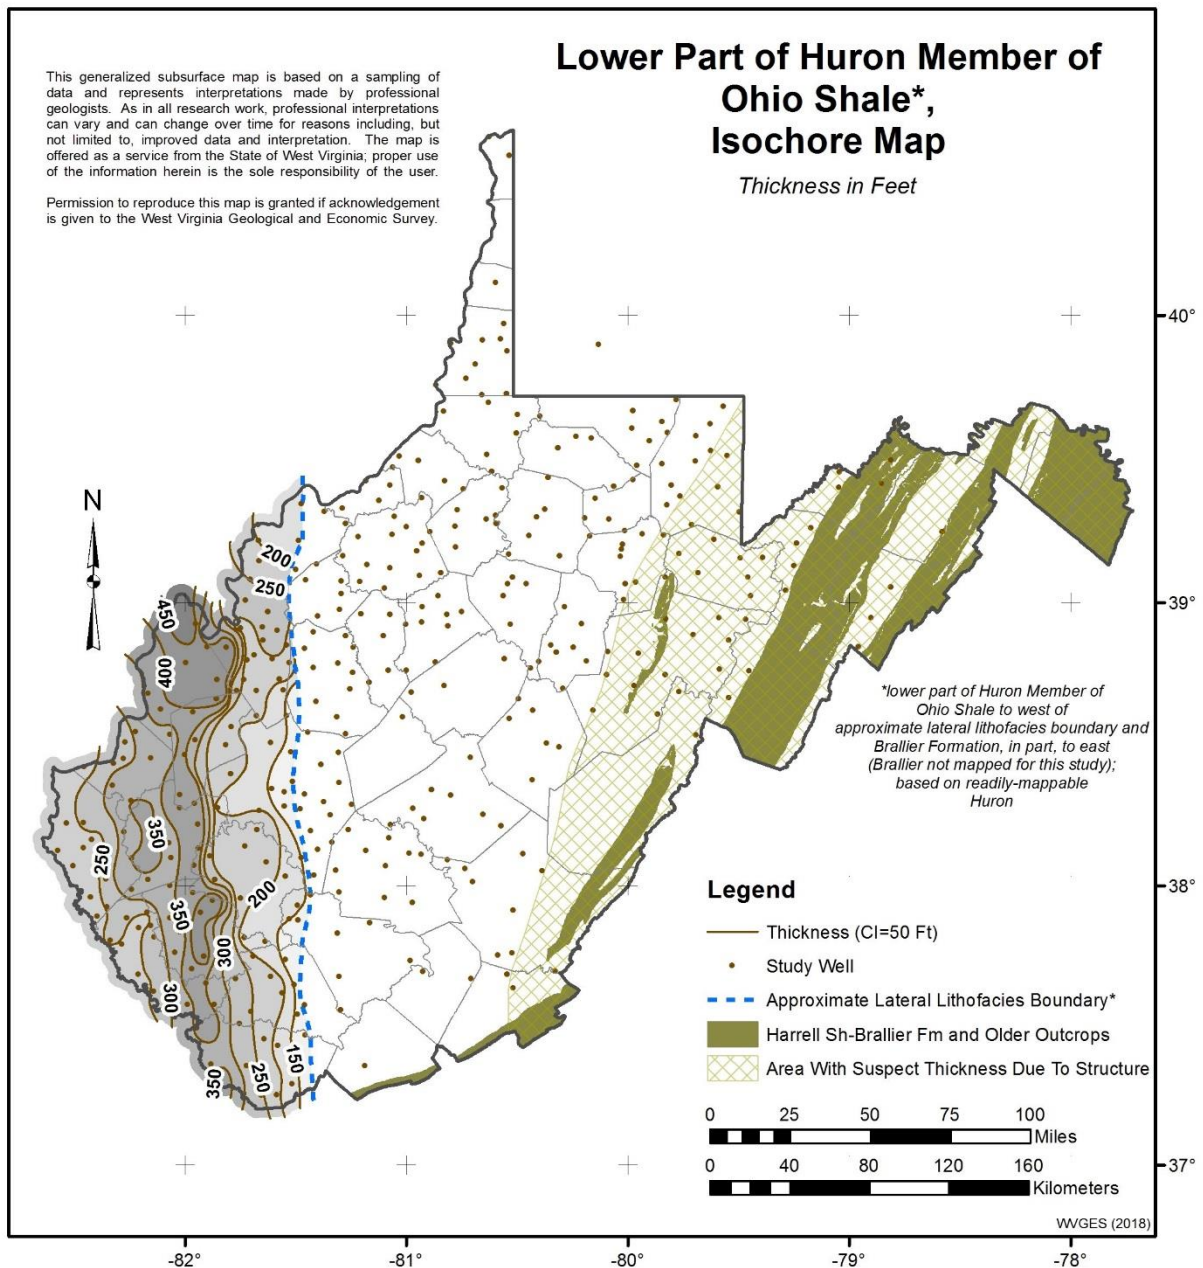 This generalized subsurface map is based on a sampling of
data and represents interpretations made by professional
geologists. As in all research work, professional interpretations
can vary and can change over time for reasons including, but
not limited to, improved data and interpretation. The map is
offered as a service from the State of West Virginia; proper use
of the information herein is the sole responsibility of the user.
Permission to reproduce this map is granted if acknowledgement
is given to the West Virginia Geological and Economic Survey.
Lower Part of Huron Member of
Ohio Shale*,
Isochore Map
Thickness in Feet
40°
N
200
250
39°
450
400
*lower part of Huron Member of
Ohio Shale to west of
approximate lateral lithofacies boundary and
Brallier Formation, in part, to east
(Brallier not mapped for this study);
based on readily-mappable
Huron
350
250
200
38°
350
300
300
150
250
350
Legend
Thickness (CI=50 Ft)
Study Well
Approximate Lateral Lithofacies Boundary*
Harrell Sh-Brallier Fm and Older Outcrops
Area With Suspect Thickness Due To Structure
0 25 50 75 100
Miles
0 40 80 120 160
Kilometers
37°
WVGES (2018)
-82° -81° -80° -79° -78°